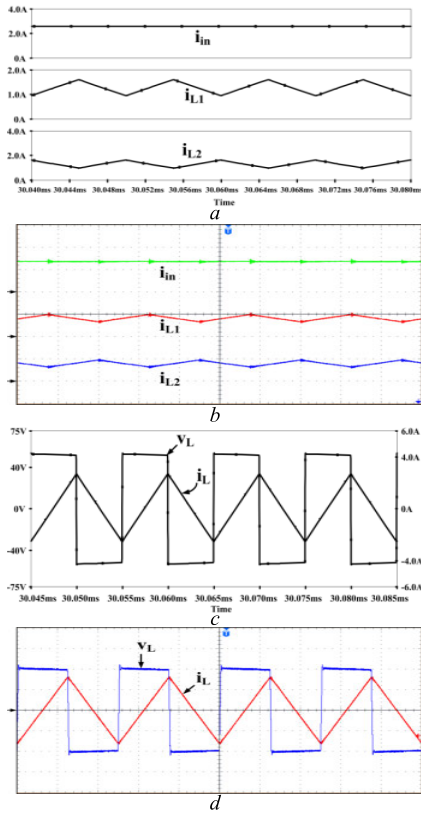 4.0A
i_in
2.0A
0A
2.0A
1.0A
i_L1
0A
4.0A
i_L2
2.0A
0A
30.040ms 30.044ms 30.048ms 30.052ms 30.056ms 30.060ms 30.064ms 30.068ms 30.072ms 30.076ms 30.080ms
Time
a
i_in
i_L1
i_L2
b
75V 6.0A
v_L
40V 4.0A
i_L
0V 0A
-40V -4.0A
-75V 6.0A
30.045ms 30.050ms 30.055ms 30.060ms 30.065ms 30.070ms 30.075ms 30.080ms 30.085ms
Time
c
v_L
i_L
d